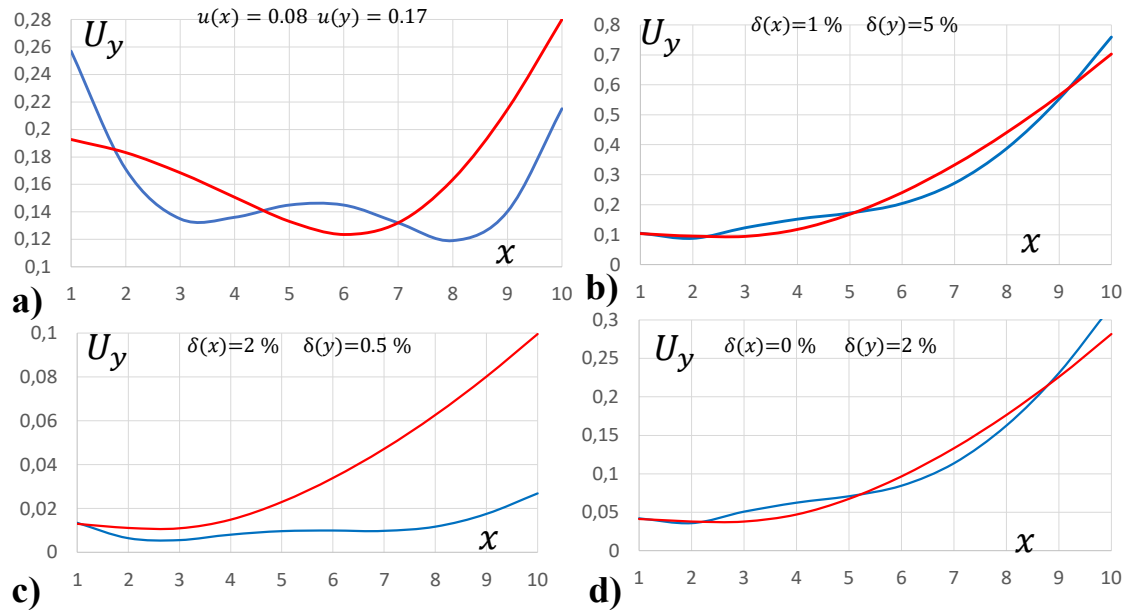 u(x) = 0.08 u(y) = 0.17
U_y
0,28
0,26
0,24
0,22
0,2
0,18
0,16
0,14
0,12
0,1
x
1 2 3 4 5 6 7 8 9 10
a)
δ(x)=1 % δ(y)=5 %
U_y
0,8
0,7
0,6
0,5
0,4
0,3
0,2
0,1
0
x
1 2 3 4 5 6 7 8 9 10
b)
δ(x)=2 % δ(y)=0.5 %
U_y
0,1
0,08
0,06
0,04
0,02
0
x
1 2 3 4 5 6 7 8 9 10
c)
δ(x)=0 % δ(y)=2 %
U_y
0,3
0,25
0,2
0,15
0,1
0,05
0
x
1 2 3 4 5 6 7 8 9 10
d)